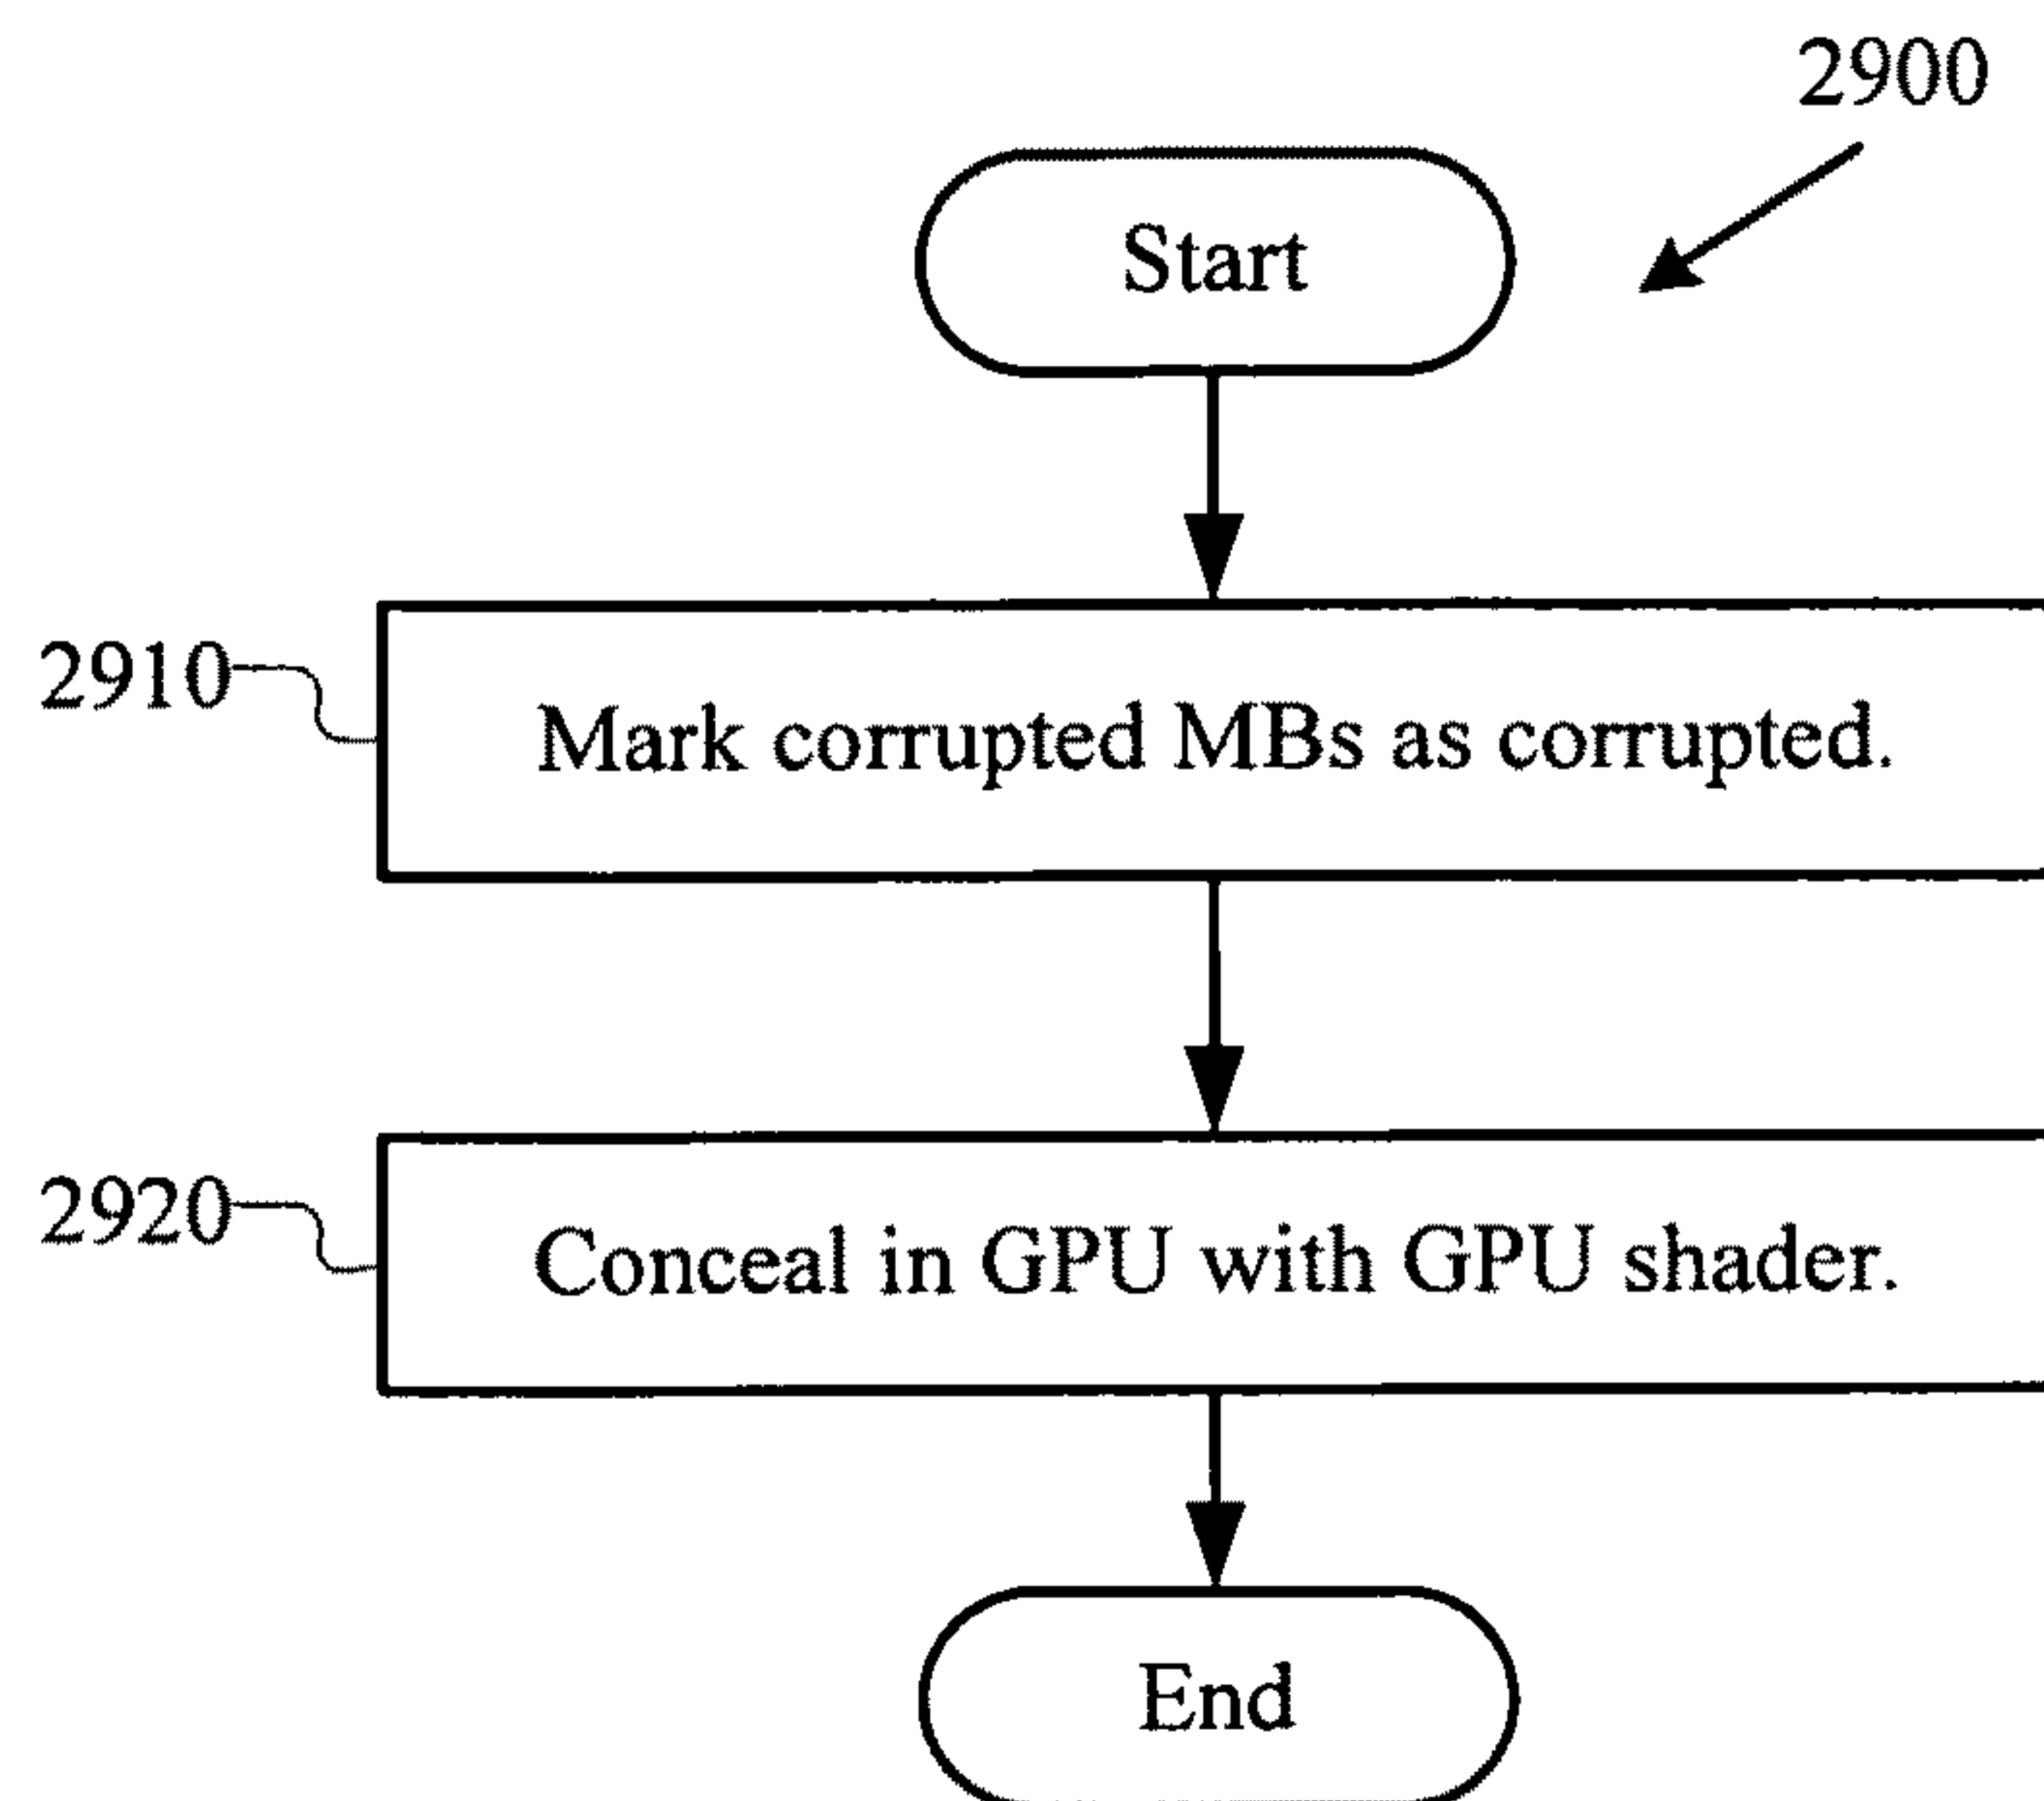 2900
Start
2910
Mark corrupted MBs as corrupted.
2920
Conceal in GPU with GPU shader.
End